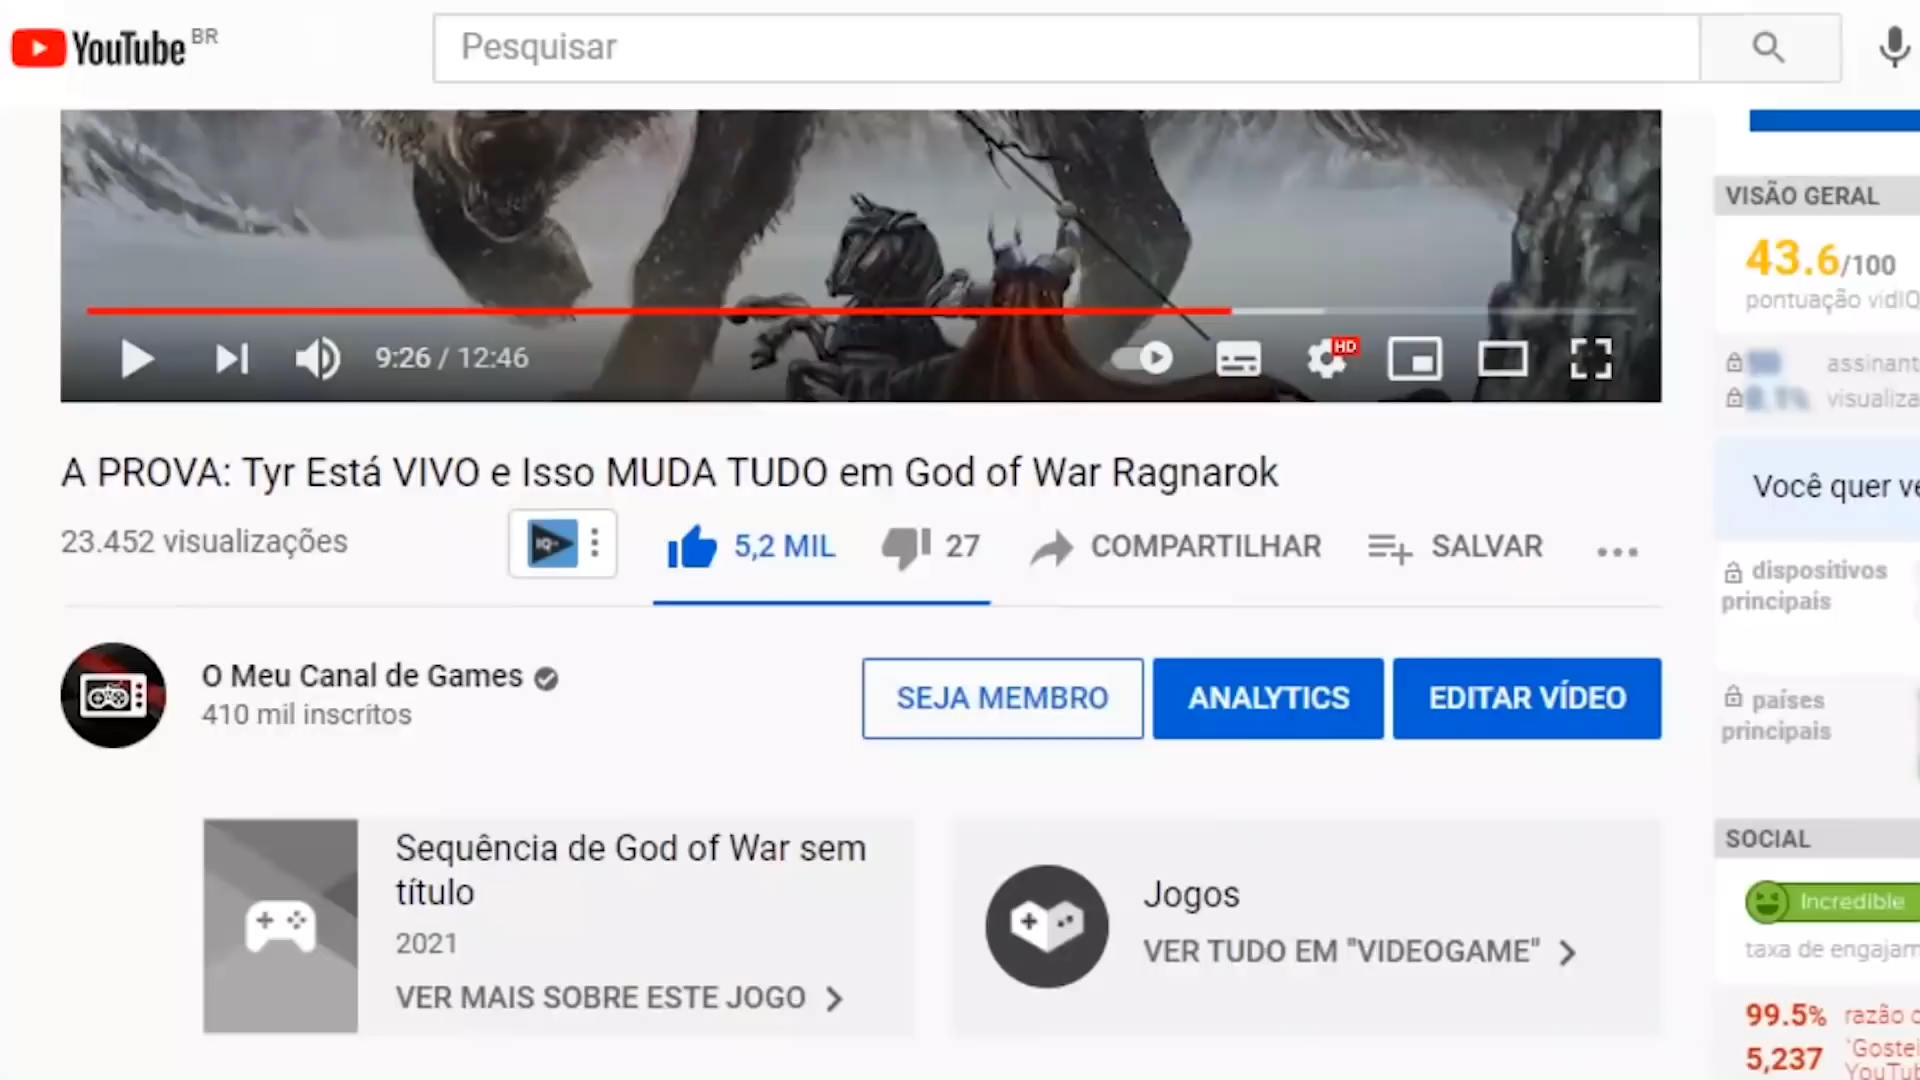 YouTube BR
Pesquisar
9:26 / 12:46
HD
A PROVA: Tyr Está VIVO e Isso MUDA TUDO em God of War Ragnarok
23.452 visualizações
IQ
5,2 MIL
27
COMPARTILHAR
SALVAR
O Meu Canal de Games
410 mil inscritos
SEJA MEMBRO
ANALYTICS
EDITAR VÍDEO
Sequência de God of War sem
título
2021
VER MAIS SOBRE ESTE JOGO
Jogos
VER TUDO EM "VIDEOGAME"
VISÃO GERAL
43.6/100
pontuação vidIQ
assinant
visualiza
Você quer ve
dispositivos
principais
países
principais
SOCIAL
Incredible
taxa de engajam
99.5% razão
5,237 'Gostei
YouTub